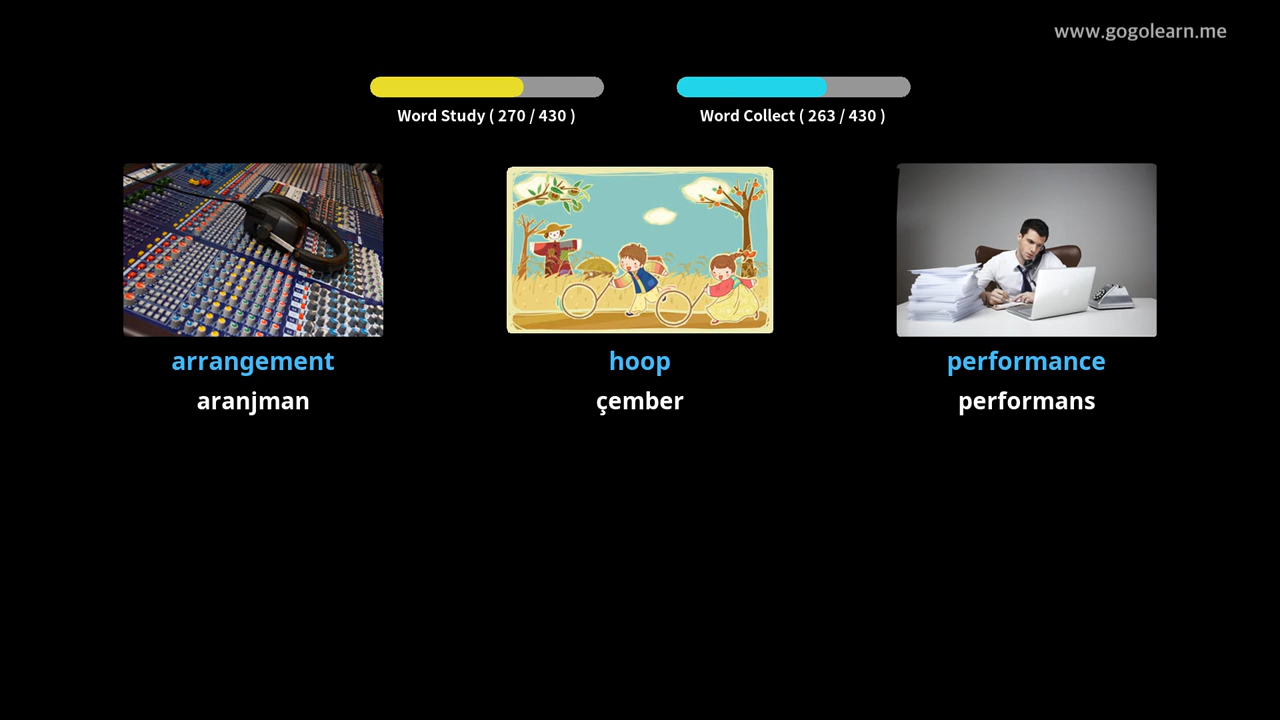 www.gogolearn.me
Word Study ( 270 / 430 )
Word Collect ( 263 / 430 )
arrangement
hoop
performance
aranjman
çember
performans